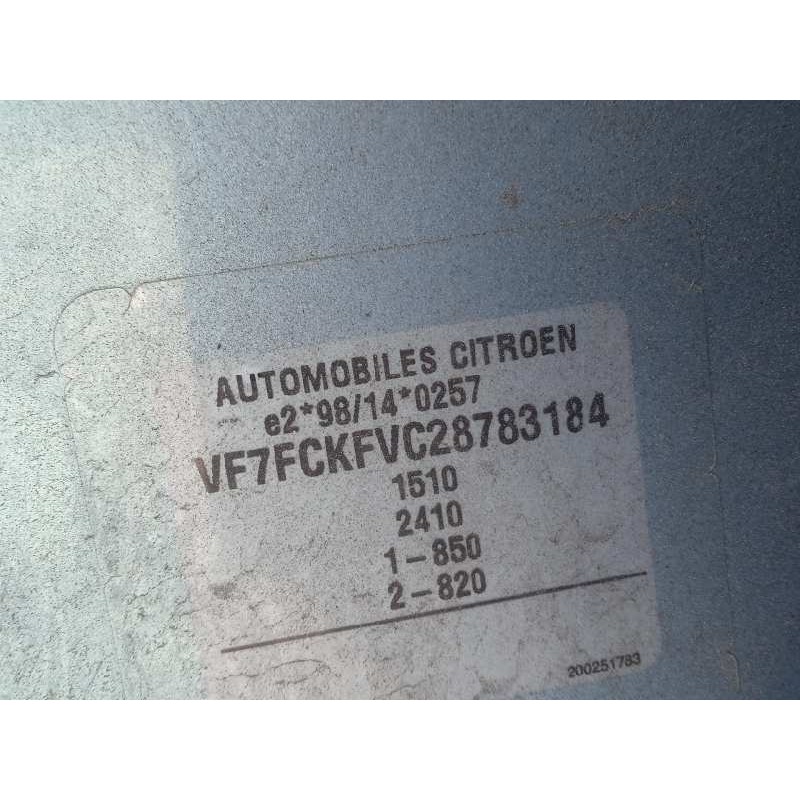 AUTOMOBILES CITROEN
e2*98/14*0257
VF7FCKFVC28783184
1510
2410
1-850
2-820
200251783